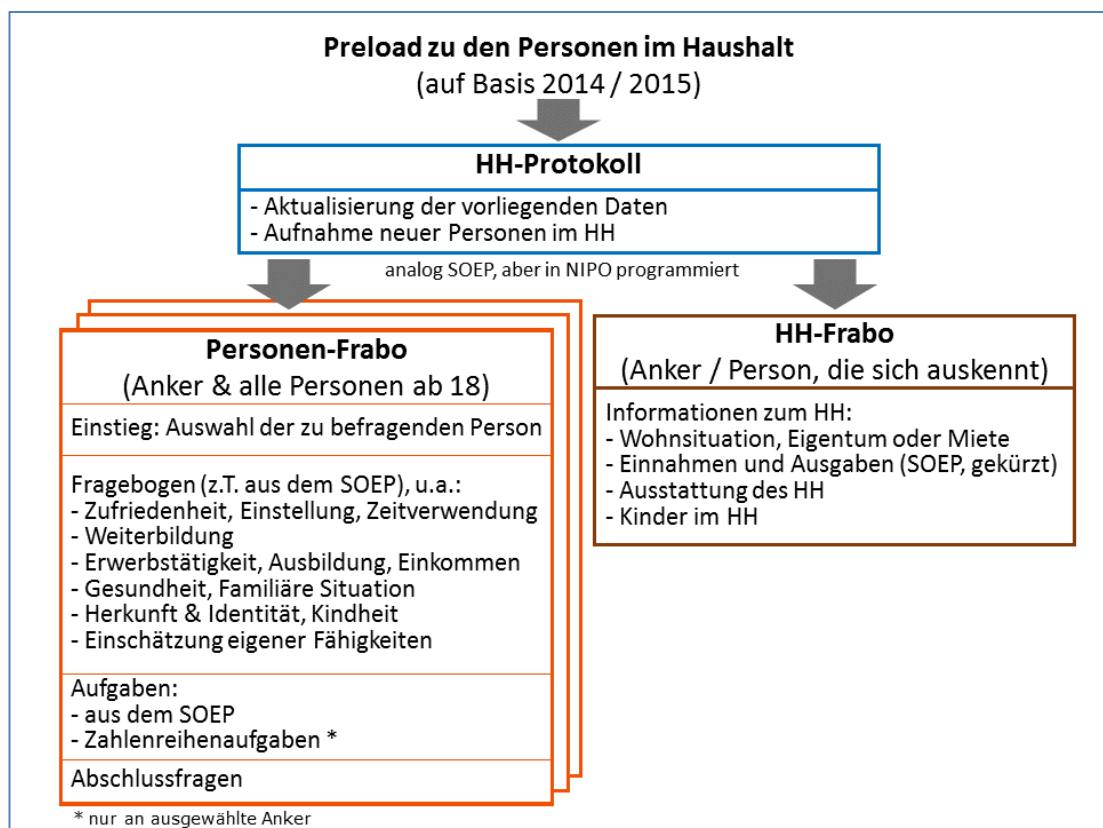 Preload zu den Personen im Haushalt
(auf Basis 2014 / 2015)
HH-Protokoll
- Aktualisierung der vorliegenden Daten
- Aufnahme neuer Personen im HH
analog SOEP, aber in NIPO programmiert
Personen-Frabo
(Anker & alle Personen ab 18)
Einstieg: Auswahl der zu befragenden Person
Fragebogen (z.T. aus dem SOEP), u.a.:
- Zufriedenheit, Einstellung, Zeitverwendung
- Weiterbildung
- Erwerbstätigkeit, Ausbildung, Einkommen
- Gesundheit, Familiäre Situation
- Herkunft & Identität, Kindheit
- Einschätzung eigener Fähigkeiten
Aufgaben:
- aus dem SOEP
- Zahlenreihenaufgaben *
Abschlussfragen
* nur an ausgewählte Anker
HH-Frabo
(Anker / Person, die sich auskennt)
Informationen zum HH:
- Wohnsituation, Eigentum oder Miete
- Einnahmen und Ausgaben (SOEP, gekürzt)
- Ausstattung des HH
- Kinder im HH